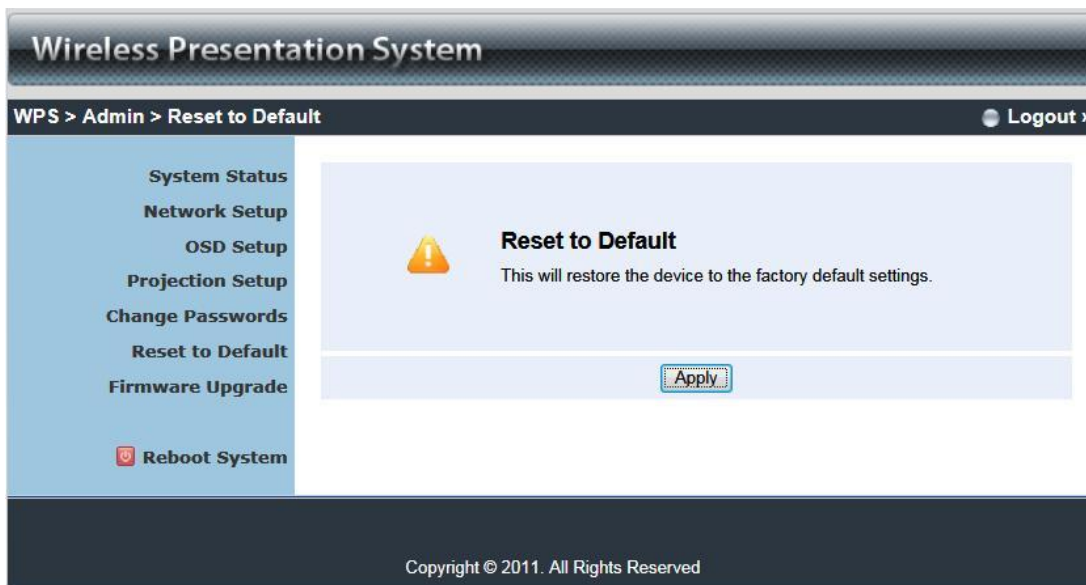 Wireless Presentation System
WPS > Admin > Reset to Default
Logout »
System Status
Network Setup
OSD Setup
Projection Setup
Change Passwords
Reset to Default
Firmware Upgrade
Reboot System
Reset to Default
This will restore the device to the factory default settings.
Apply
Copyright © 2011. All Rights Reserved